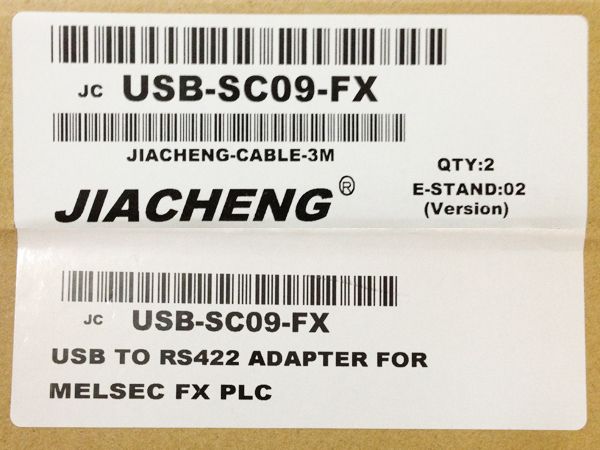 JC USB-SC09-FX
JIACHENG-CABLE-3M
QTY:2
JIACHENG®
E-STAND:02
(Version)
JC USB-SC09-FX
USB TO RS422 ADAPTER FOR
MELSEC FX PLC